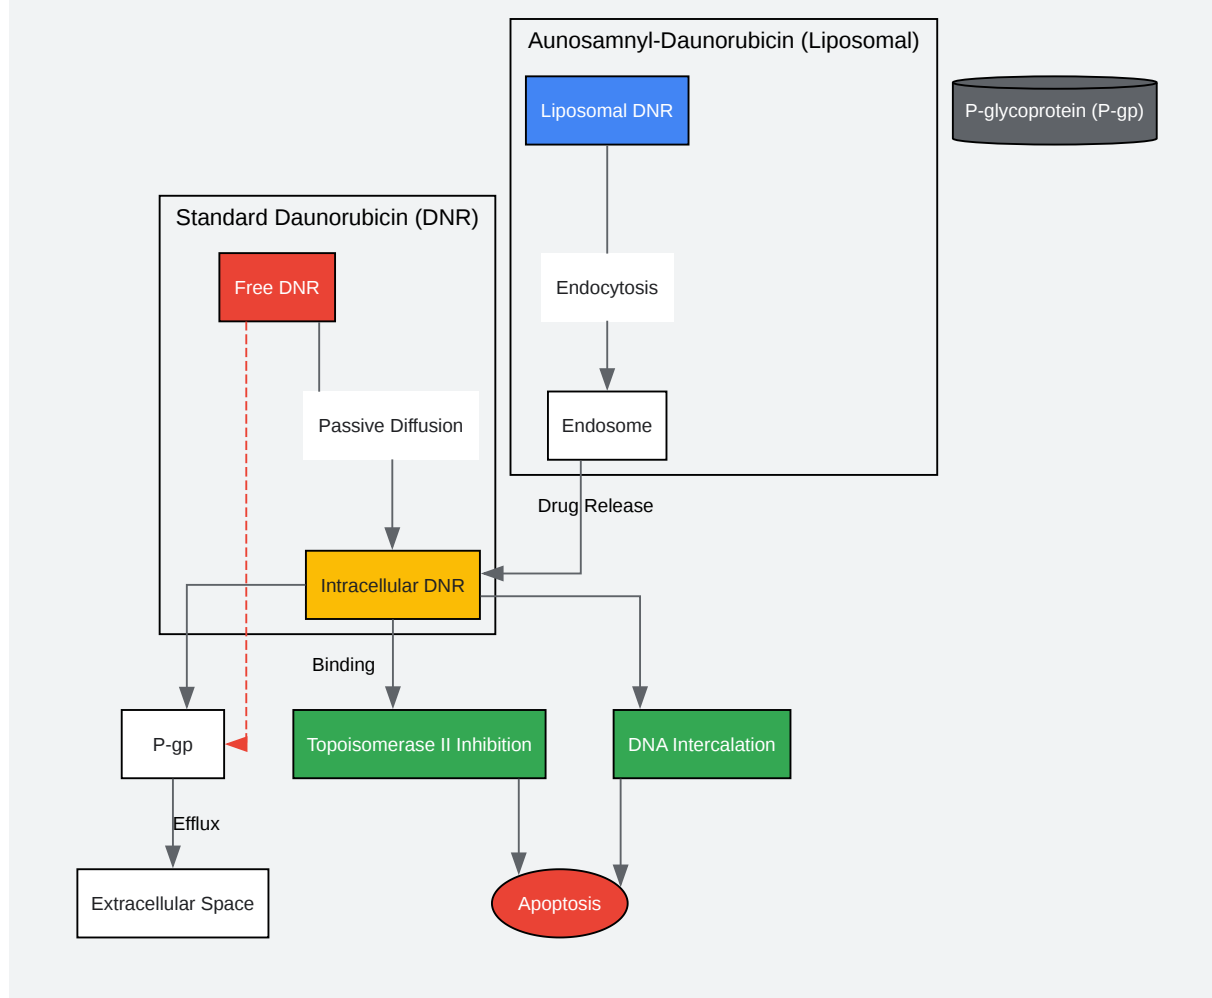 Aunosamnyl-Daunorubicin (Liposomal)
Liposomal DNR
P-glycoprotein (P-gp)
Standard Daunorubicin (DNR)
Free DNR
Endocytosis
Passive Diffusion
Endosome
Drug Release
Intracellular DNR
Binding
P-gp
Topoisomerase II Inhibition
DNA Intercalation
Efflux
Extracellular Space
Apoptosis